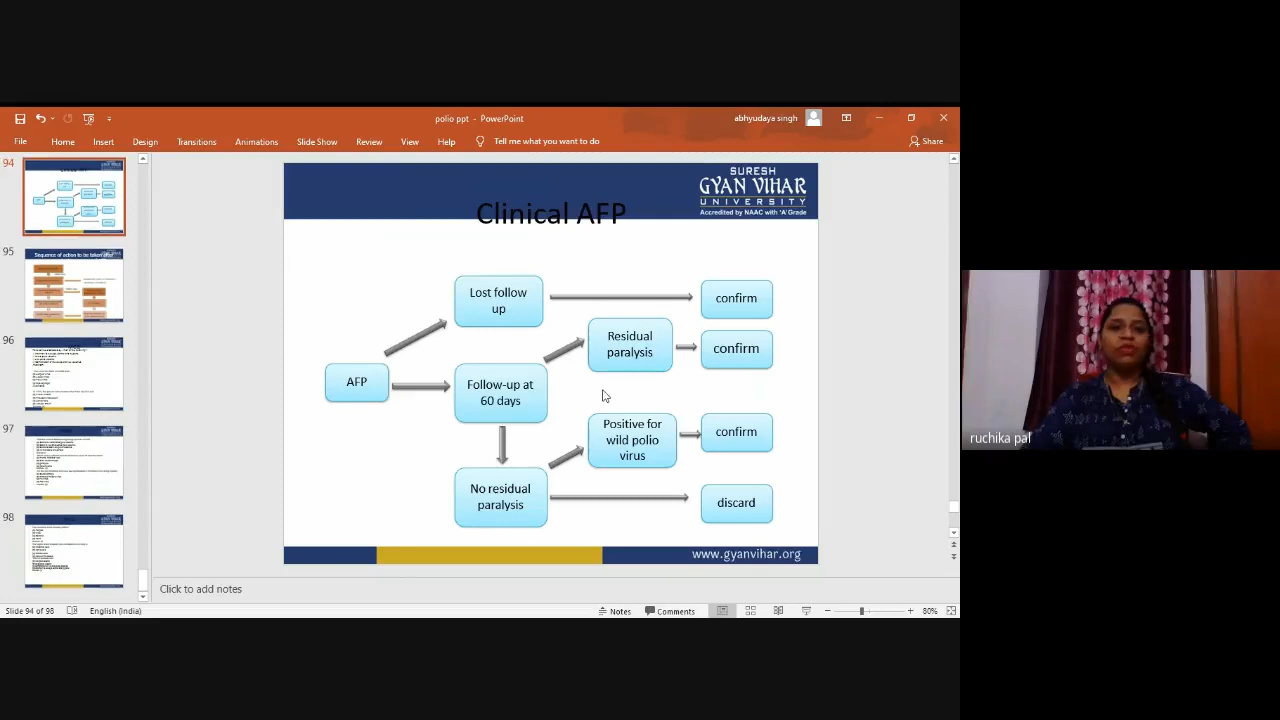 polio ppt - PowerPoint
abhyudaya singh
File
Home
Insert
Design
Transitions
Animations
Slide Show
Review
View
Help
Tell me what you want to do
Share
94
95
Sequence of action to be taken after
96
97
98
SURESH
GYAN VIHAR
UNIVERSITY
Accredited by NAAC with 'A' Grade
Clinical AFP
Lost follow
up
confirm
Residual
paralysis
confirm
AFP
Follow-up at
60 days
Positive for
wild polio
virus
confirm
No residual
paralysis
discard
www.gyanvihar.org
ruchika pal
Click to add notes
Slide 94 of 98
English (India)
Notes
Comments
80%